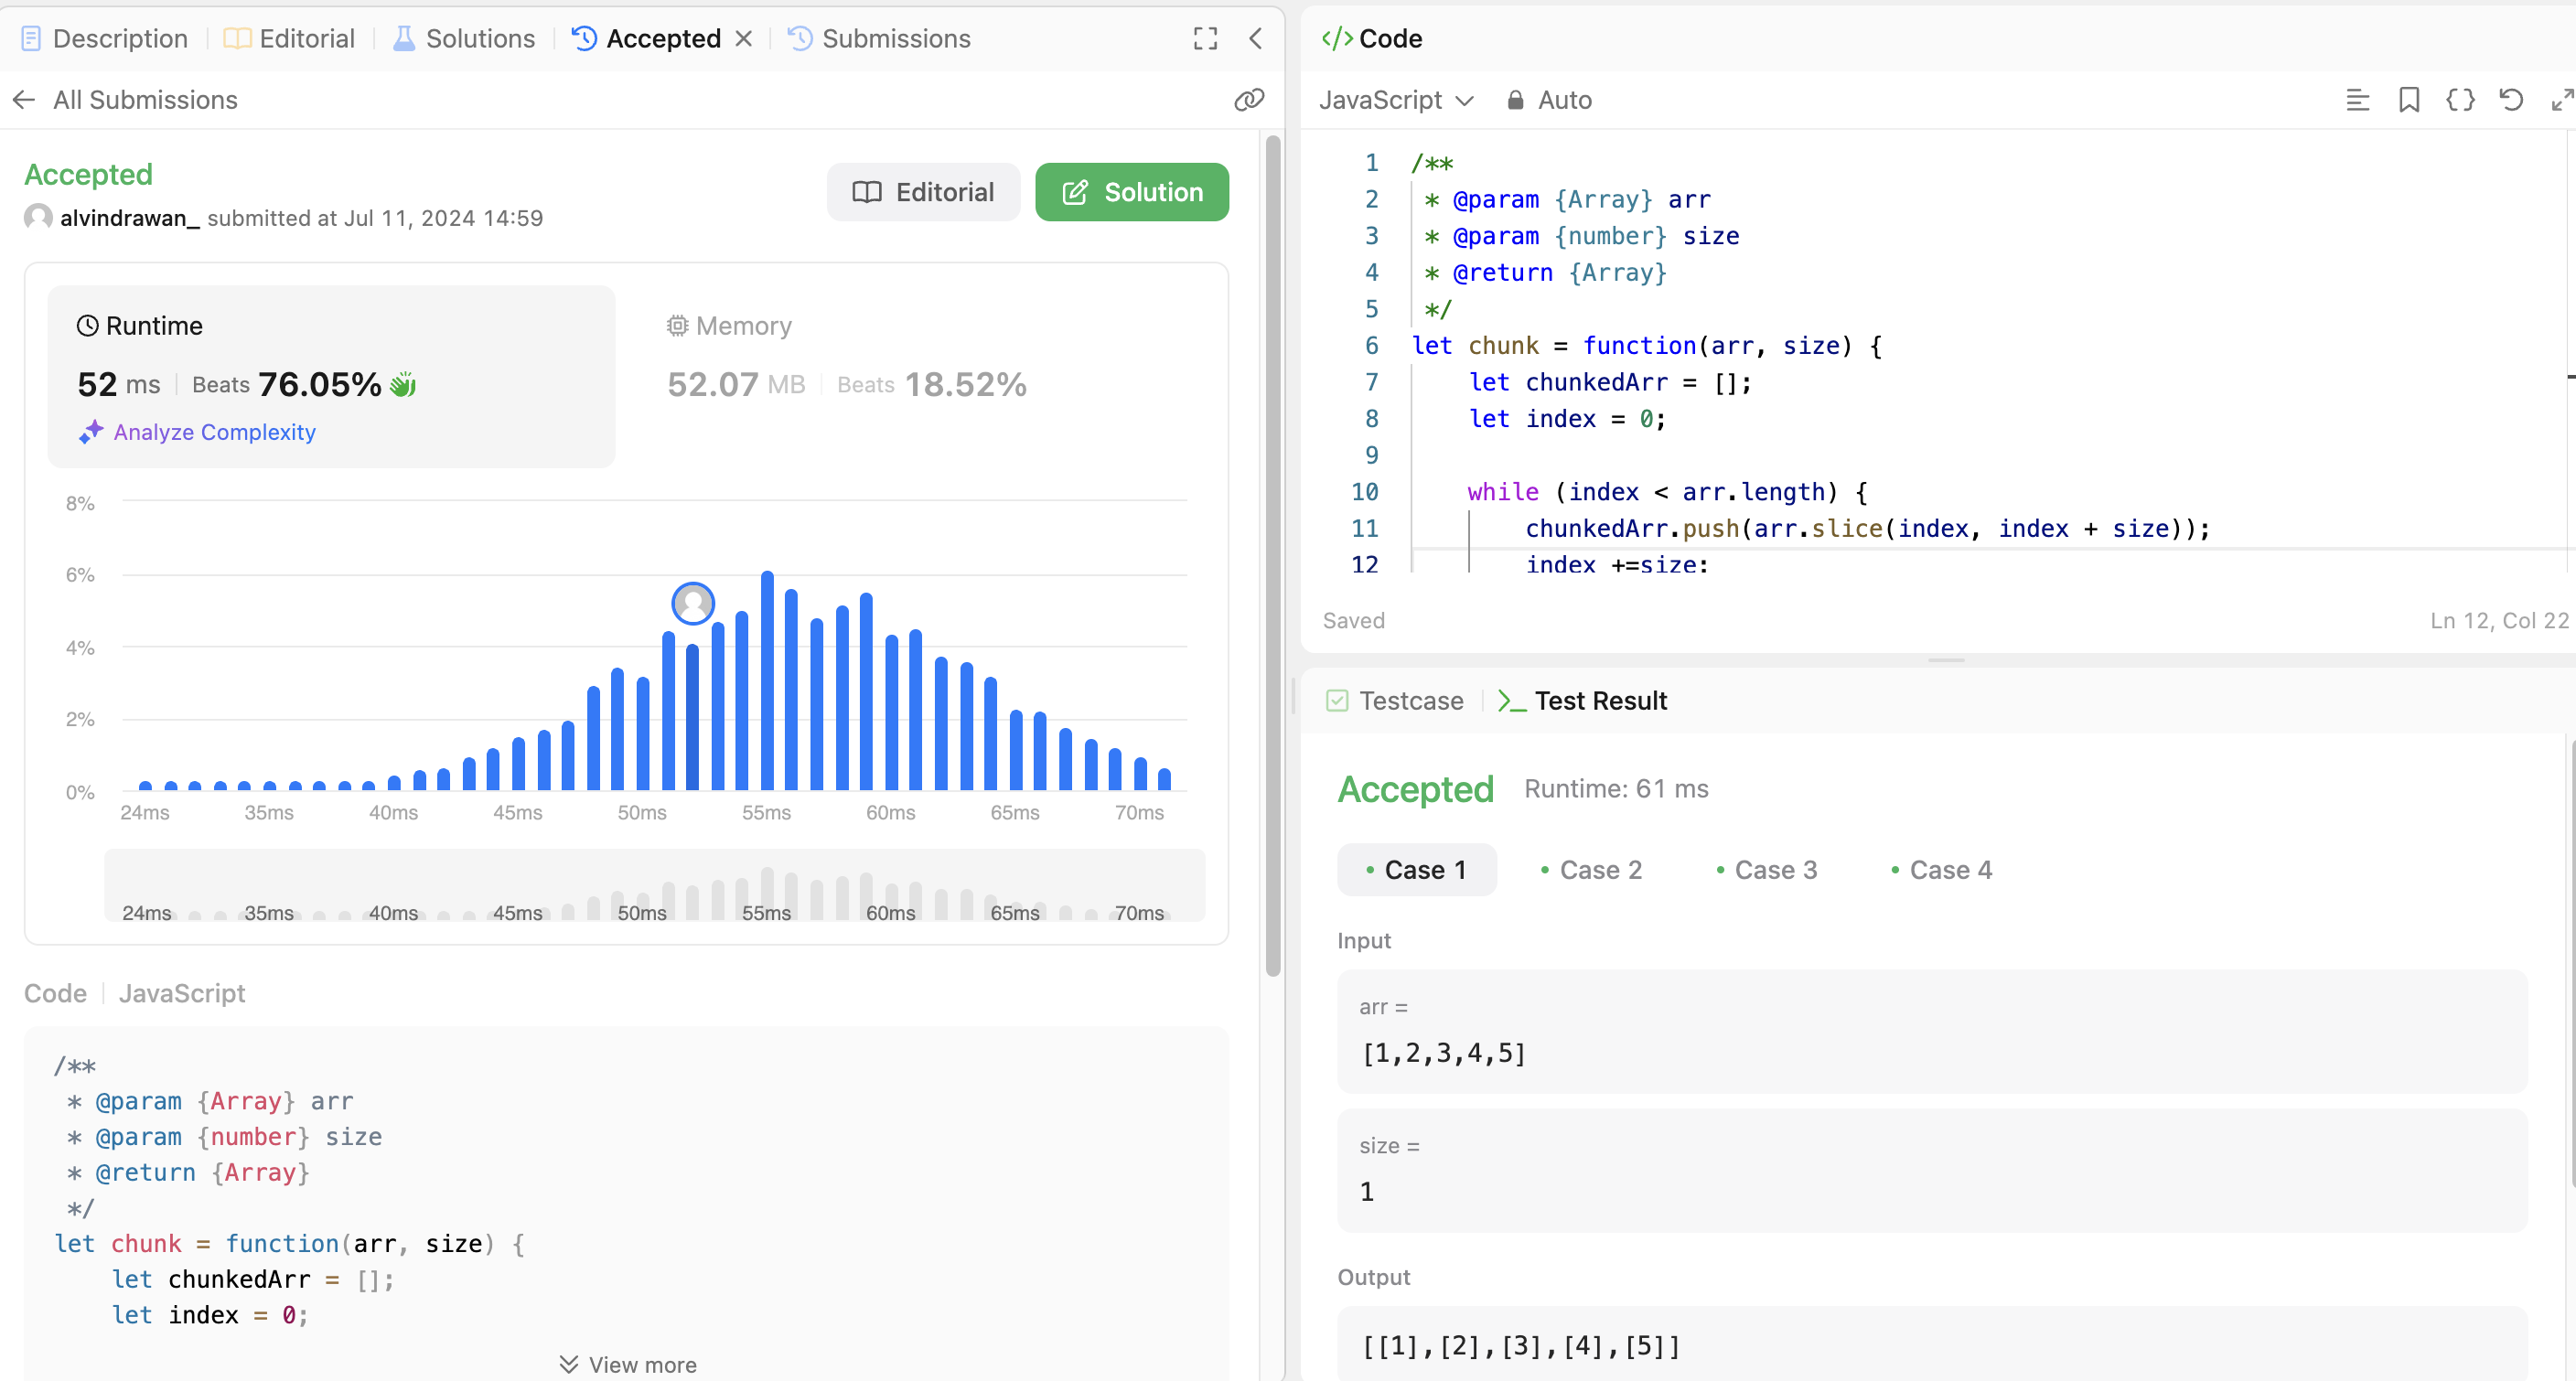 Description Editorial Solutions Accepted Submissions
All Submissions
Accepted
alvindrawan_ submitted at Jul 11, 2024 14:59
Editorial
Solution
Runtime
52 ms Beats 76.05%
Analyze Complexity
Memory
52.07 MB Beats 18.52%
8%
6%
4%
2%
0%
24ms 35ms 40ms 45ms 50ms 55ms 60ms 65ms 70ms
24ms 35ms 40ms 45ms 50ms 55ms 60ms 65ms 70ms
Code JavaScript
/**
* @param {Array} arr
* @param {number} size
* @return {Array}
*/
let chunk = function(arr, size) {
let chunkedArr = [];
let index = 0;
View more
</> Code
JavaScript Auto
1 /**
2 * @param {Array} arr
3 * @param {number} size
4 * @return {Array}
5 */
6 let chunk = function(arr, size) {
7 let chunkedArr = [];
8 let index = 0;
9
10 while (index < arr.length) {
11 chunkedArr.push(arr.slice(index, index + size));
12 index +=size;
Saved
Ln 12, Col 22
Testcase Test Result
Accepted Runtime: 61 ms
Case 1 Case 2 Case 3 Case 4
Input
arr =
[1,2,3,4,5]
size =
1
Output
[[1],[2],[3],[4],[5]]